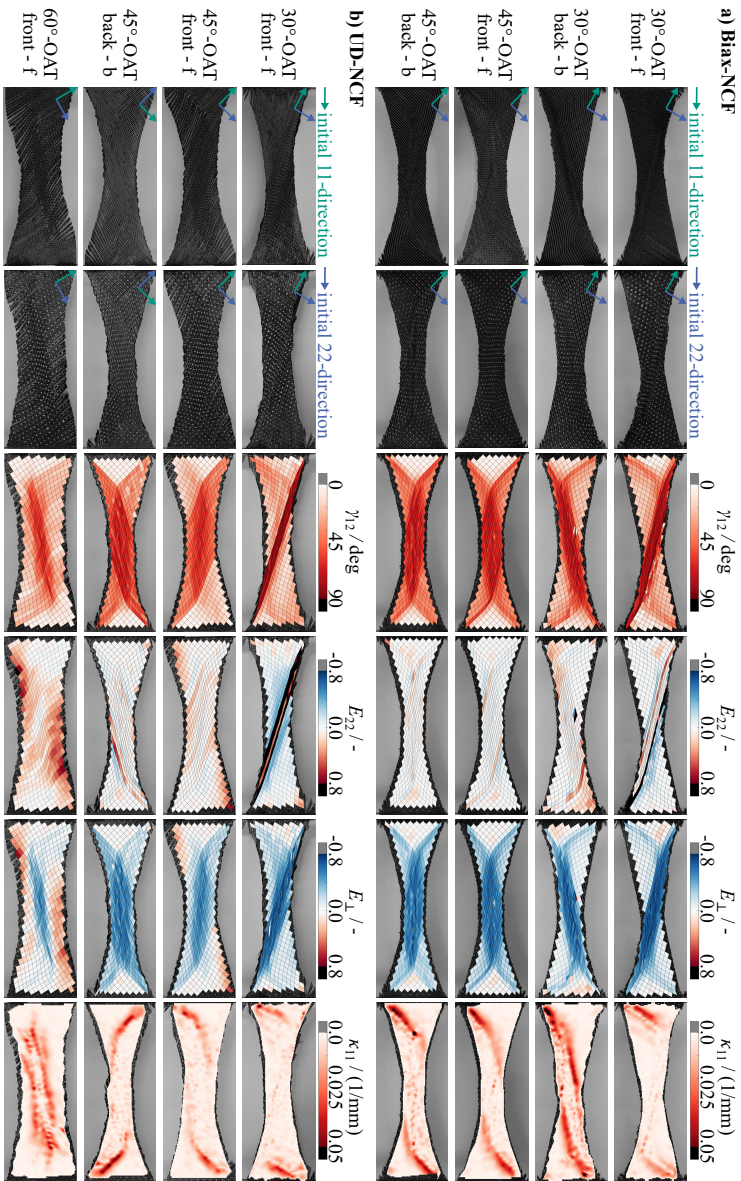 a) Biax-NCF
initial 11-direction
initial 22-direction
γ12 / deg
0 45 90
E22 / -
-0.8 0.0 0.8
E⊥ / -
-0.8 0.0 0.8
κ11 / (1/mm)
0.0 0.025 0.05
30°-OAT
front - f
30°-OAT
back - b
45°-OAT
front - f
45°-OAT
back - b
b) UD-NCF
initial 11-direction
initial 22-direction
γ12 / deg
0 45 90
E22 / -
-0.8 0.0 0.8
E⊥ / -
-0.8 0.0 0.8
κ11 / (1/mm)
0.0 0.025 0.05
30°-OAT
front - f
45°-OAT
front - f
45°-OAT
back - b
60°-OAT
front - f